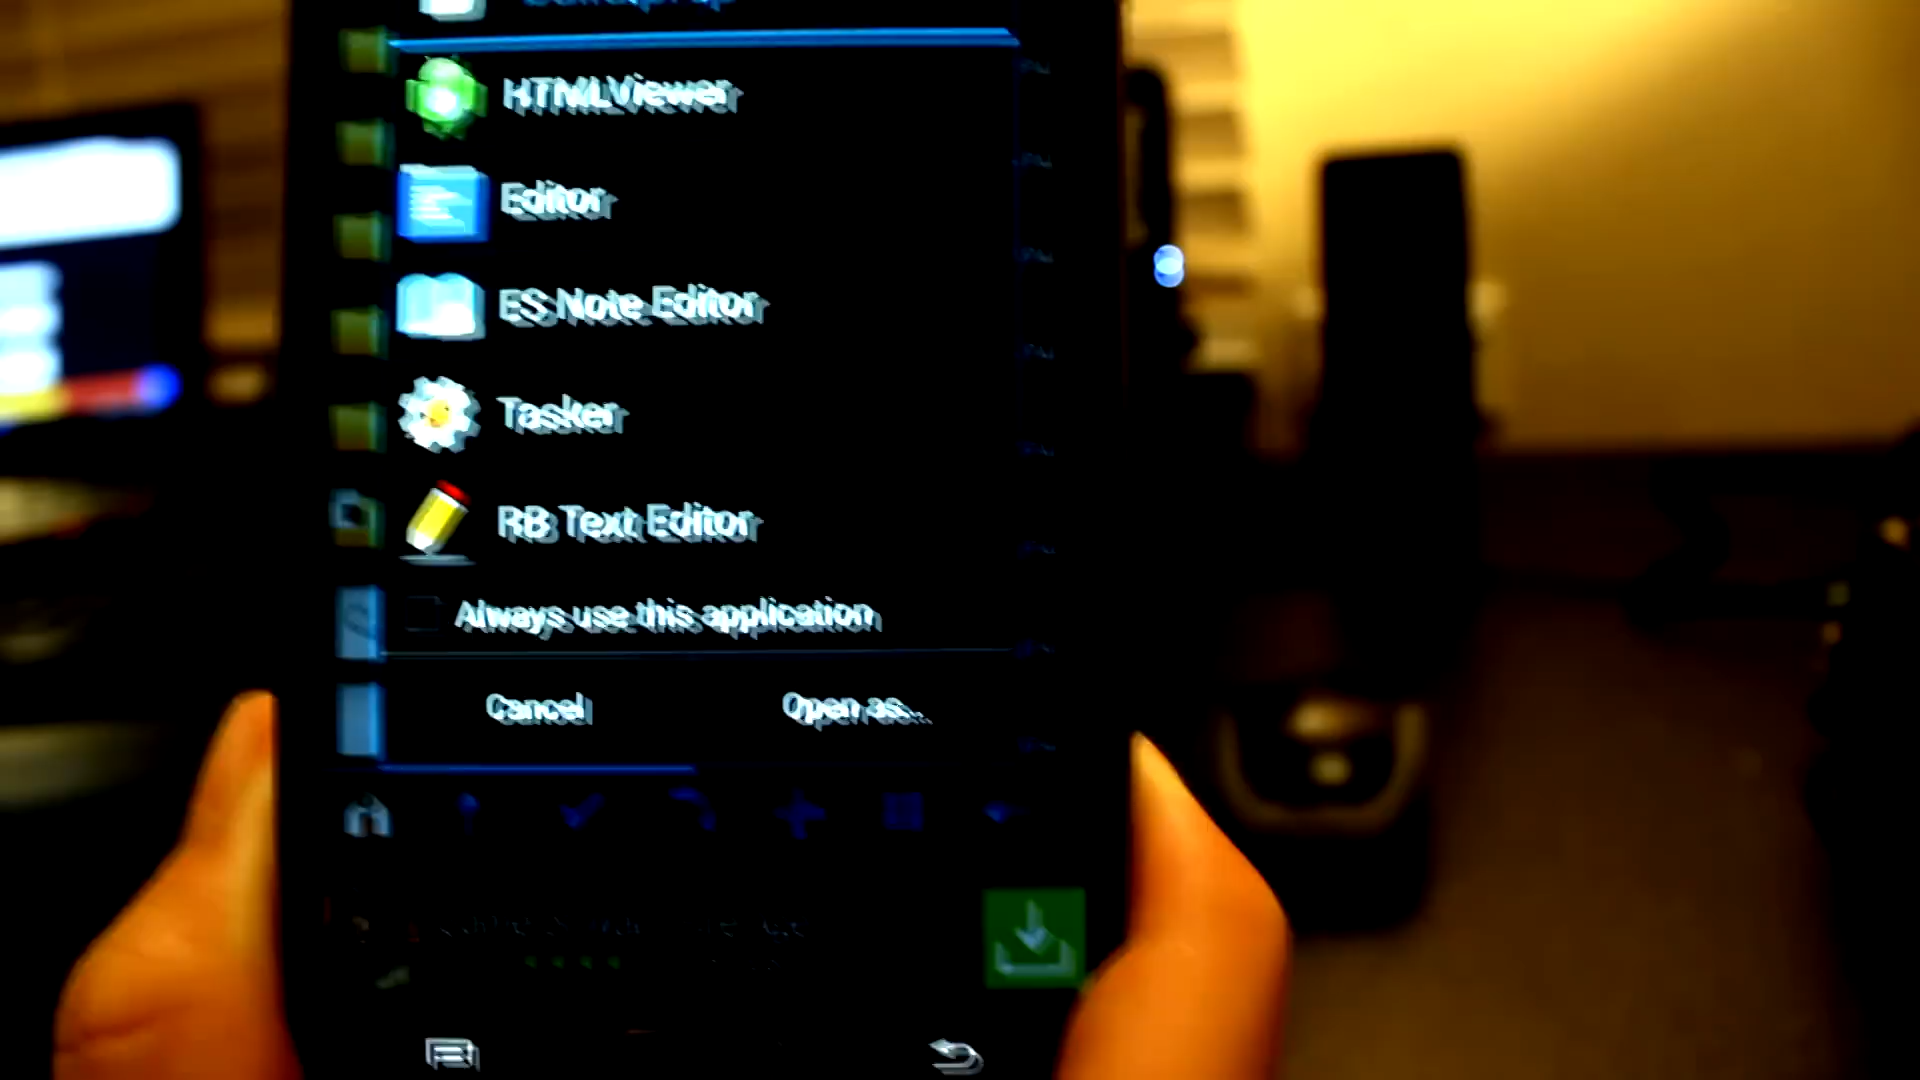 HTMLViewer
Editor
ES Note Editor
Tasker
RB Text Editor
Always use this application
Cancel
Open as...